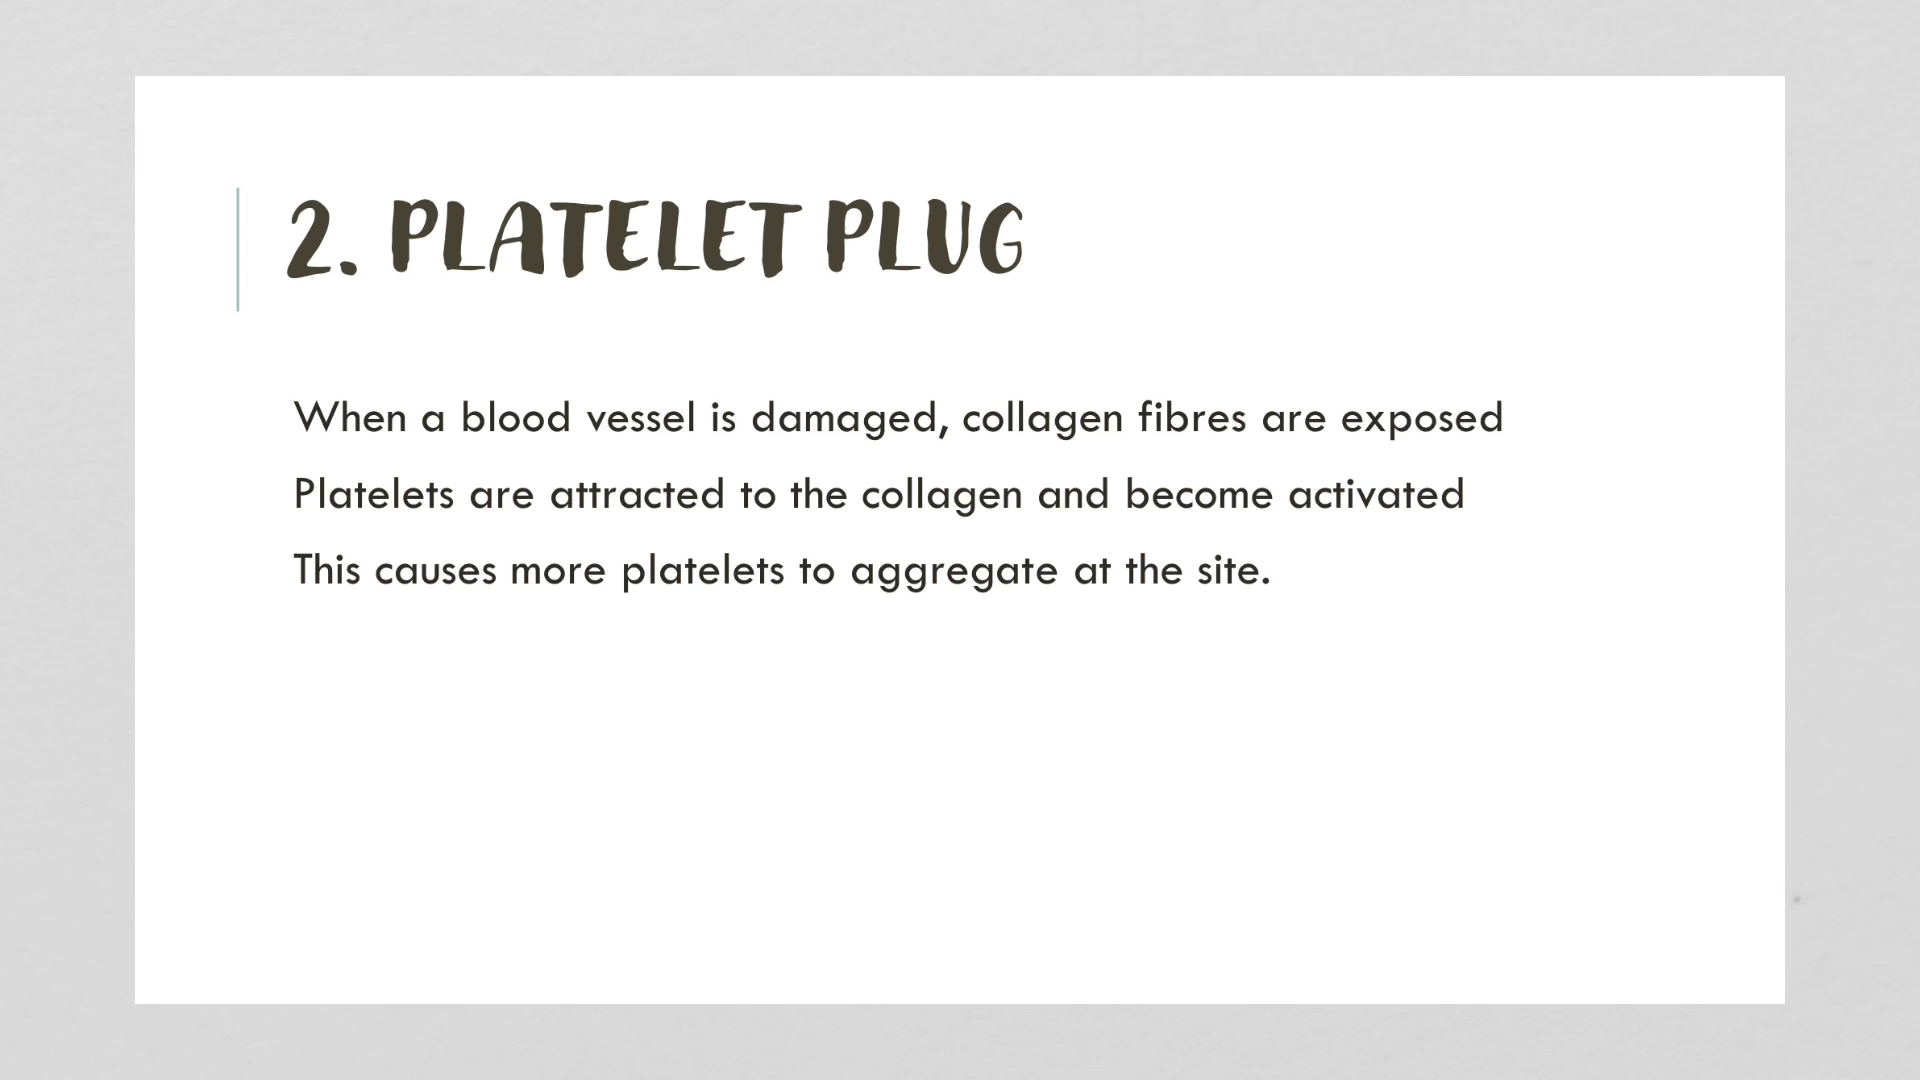 2. PLATELET PLUG
When a blood vessel is damaged, collagen fibres are exposed
Platelets are attracted to the collagen and become activated
This causes more platelets to aggregate at the site.